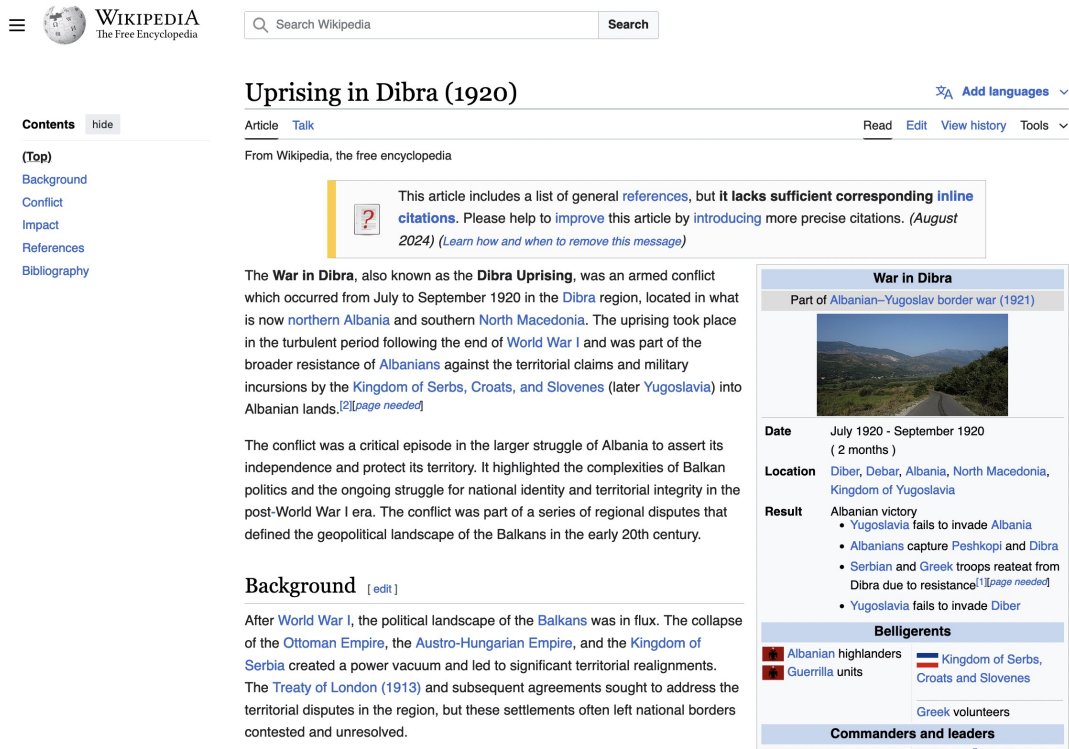 WIKIPEDIA
The Free Encyclopedia
Search Wikipedia
Search
Uprising in Dibra (1920)
Add languages
Contents
hide
Article
Talk
Read
Edit
View history
Tools
(Top)
Background
Conflict
Impact
References
Bibliography
From Wikipedia, the free encyclopedia
This article includes a list of general references, but it lacks sufficient corresponding inline
citations. Please help to improve this article by introducing more precise citations. (August
2024) (Learn how and when to remove this message)
The War in Dibra, also known as the Dibra Uprising, was an armed conflict
which occurred from July to September 1920 in the Dibra region, located in what
is now northern Albania and southern North Macedonia. The uprising took place
in the turbulent period following the end of World War I and was part of the
broader resistance of Albanians against the territorial claims and military
incursions by the Kingdom of Serbs, Croats, and Slovenes (later Yugoslavia) into
Albanian lands.[2][page needed]
The conflict was a critical episode in the larger struggle of Albania to assert its
independence and protect its territory. It highlighted the complexities of Balkan
politics and the ongoing struggle for national identity and territorial integrity in the
post-World War I era. The conflict was part of a series of regional disputes that
defined the geopolitical landscape of the Balkans in the early 20th century.
Background [ edit ]
After World War I, the political landscape of the Balkans was in flux. The collapse
of the Ottoman Empire, the Austro-Hungarian Empire, and the Kingdom of
Serbia created a power vacuum and led to significant territorial realignments.
The Treaty of London (1913) and subsequent agreements sought to address the
territorial disputes in the region, but these settlements often left national borders
contested and unresolved.
War in Dibra
Part of Albanian–Yugoslav border war (1921)
Date July 1920 - September 1920
( 2 months )
Location Diber, Debar, Albania, North Macedonia,
Kingdom of Yugoslavia
Result Albanian victory
• Yugoslavia fails to invade Albania
• Albanians capture Peshkopi and Dibra
• Serbian and Greek troops reateat from
Dibra due to resistance[1][page needed]
• Yugoslavia fails to invade Diber
Belligerents
Albanian highlanders
Guerrilla units
Kingdom of Serbs,
Croats and Slovenes
Greek volunteers
Commanders and leaders